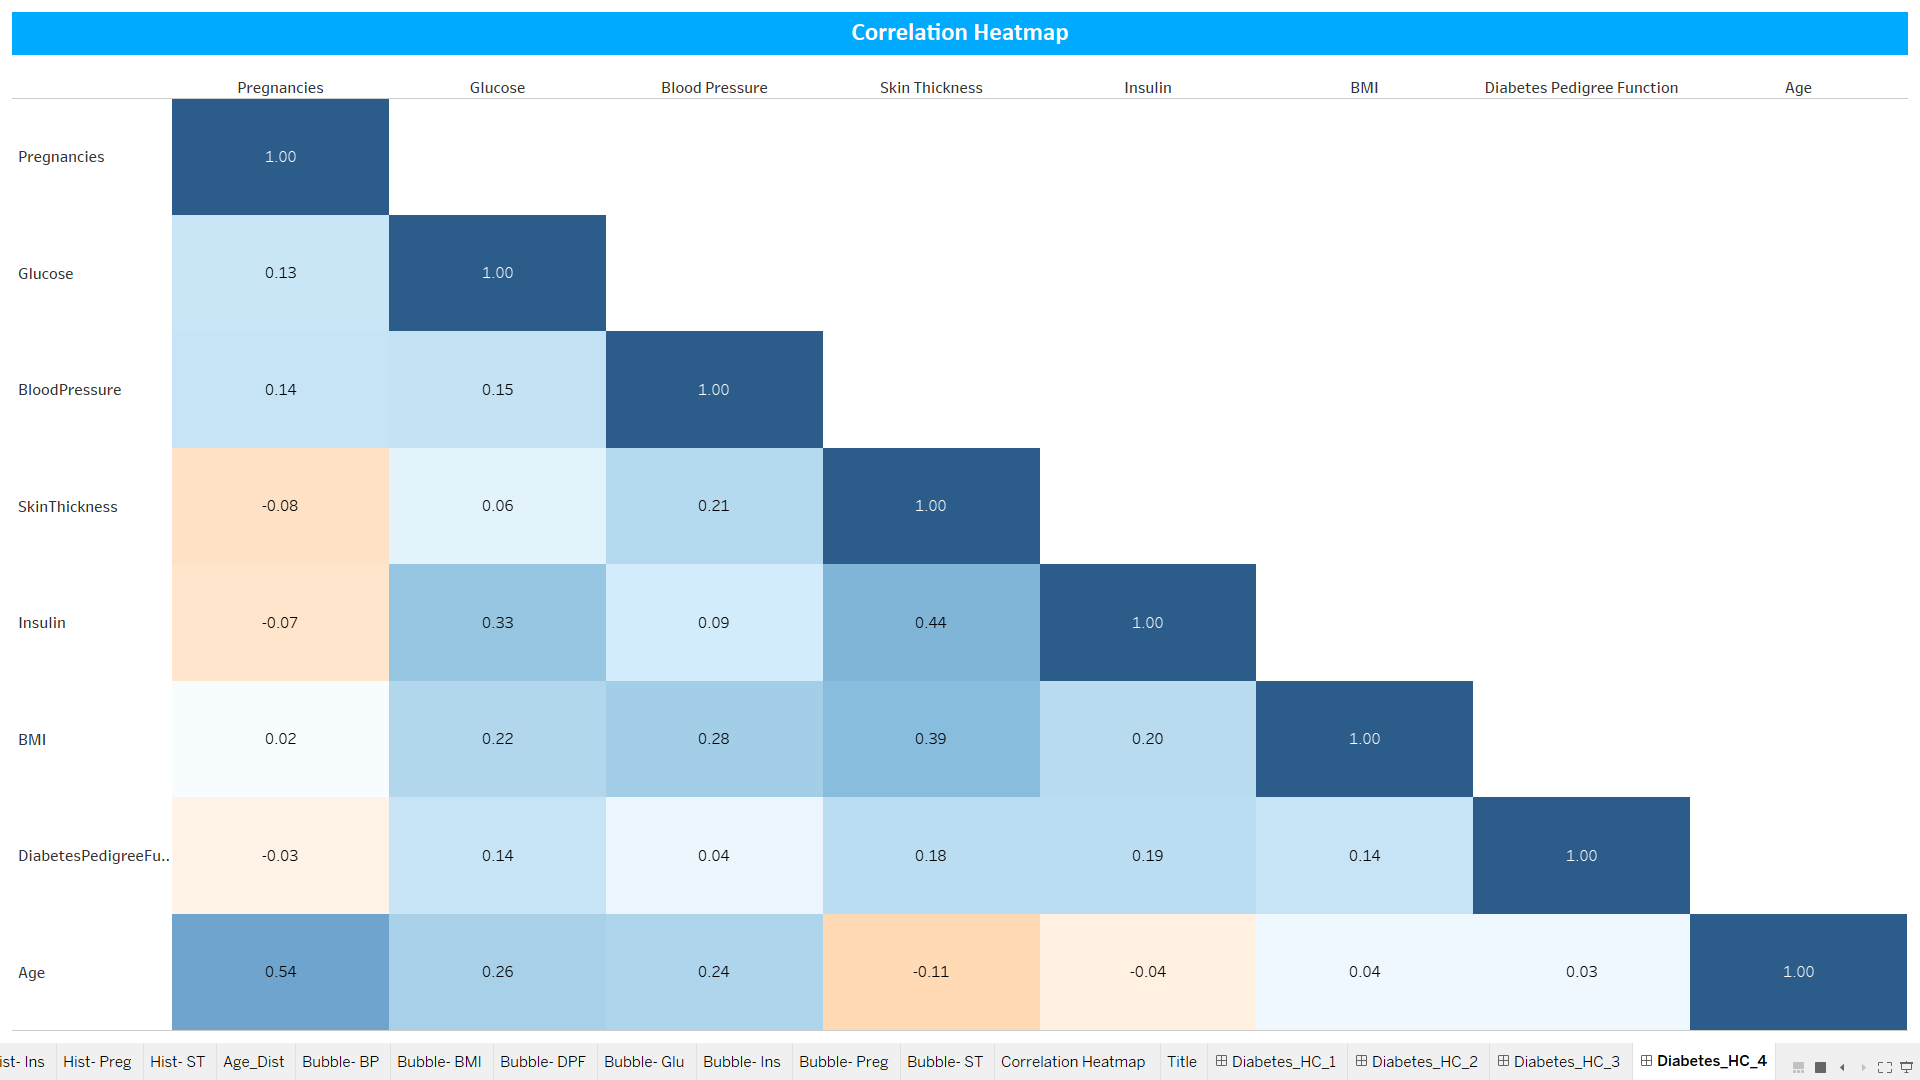 Correlation Heatmap
Pregnancies Glucose Blood Pressure Skin Thickness Insulin BMI Diabetes Pedigree Function Age
Pregnancies 1.00
Glucose 0.13 1.00
BloodPressure 0.14 0.15 1.00
SkinThickness -0.08 0.06 0.21 1.00
Insulin -0.07 0.33 0.09 0.44 1.00
BMI 0.02 0.22 0.28 0.39 0.20 1.00
DiabetesPedigreeFu.. -0.03 0.14 0.04 0.18 0.19 0.14 1.00
Age 0.54 0.26 0.24 -0.11 -0.04 0.04 0.03 1.00
ist- Ins Hist- Preg Hist- ST Age_Dist Bubble- BP Bubble- BMI Bubble- DPF Bubble- Glu Bubble- Ins Bubble- Preg Bubble- ST Correlation Heatmap Title Diabetes_HC_1 Diabetes_HC_2 Diabetes_HC_3 Diabetes_HC_4